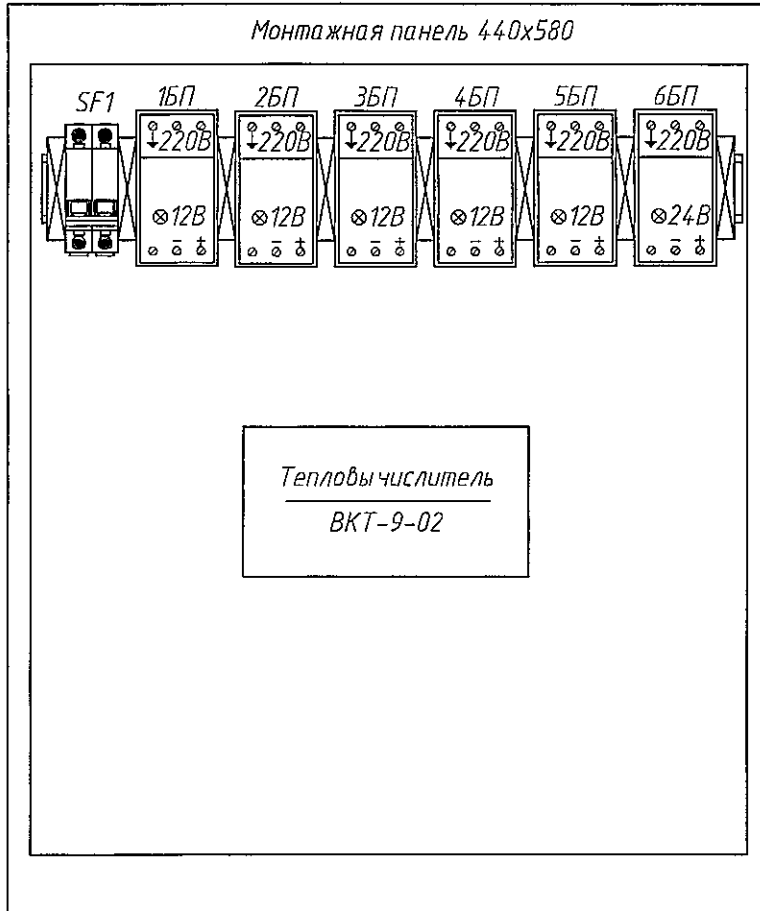 Монтажная панель 440x580
SF1 1БП 2БП 3БП 4БП 5БП 6БП
220В 220В 220В 220В 220В 220В
12В 12В 12В 12В 12В 24В
– + – + – + – + – + – +
Тепловычислитель
ВКТ-9-02